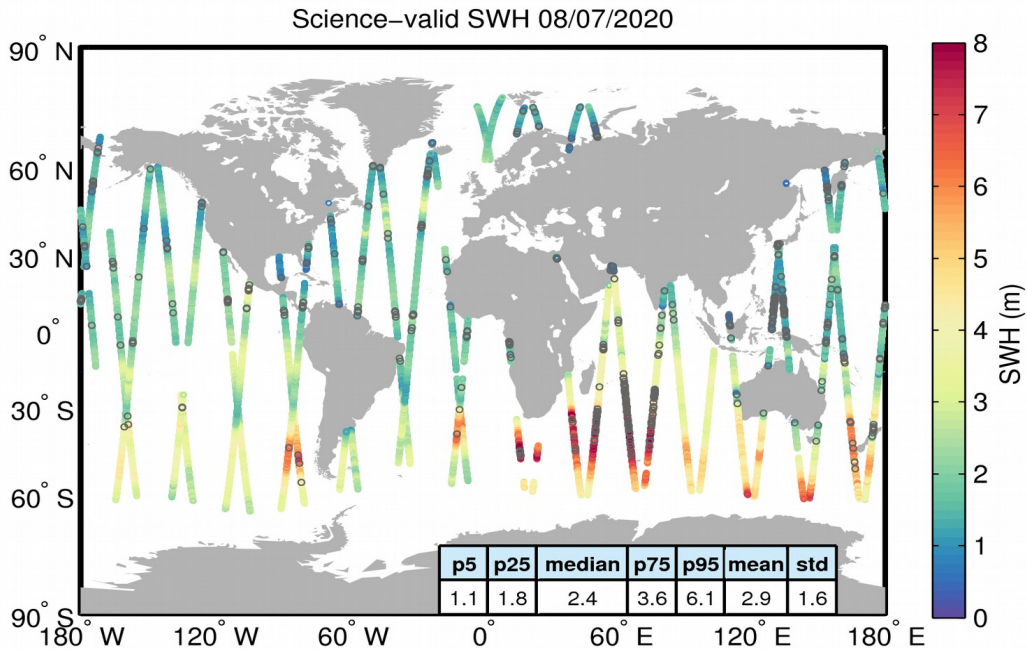 Science−valid SWH 08/07/2020
90° N
60° N
30° N
0°
30° S
60° S
90° S
180° W
120° W
60° W
0°
60° E
120° E
180° E
p5 p25 median p75 p95 mean std
1.1 1.8 2.4 3.6 6.1 2.9 1.6
8
7
6
5
4
3
2
1
0
SWH (m)